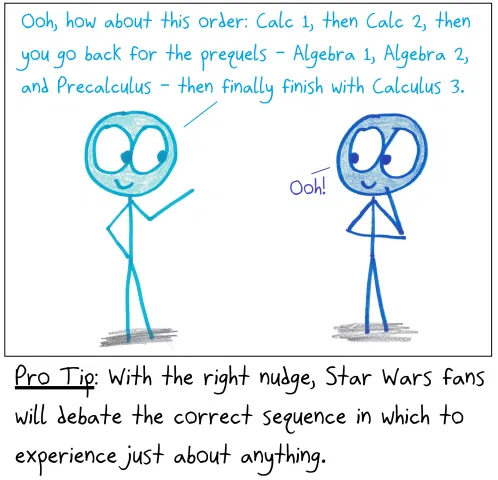 Ooh, how about this order: Calc 1, then Calc 2, then
you go back for the prequels – Algebra 1, Algebra 2,
and Precalculus – then finally finish with Calculus 3.
Ooh!
Pro Tip: With the right nudge, Star Wars fans
will debate the correct sequence in which to
experience just about anything.